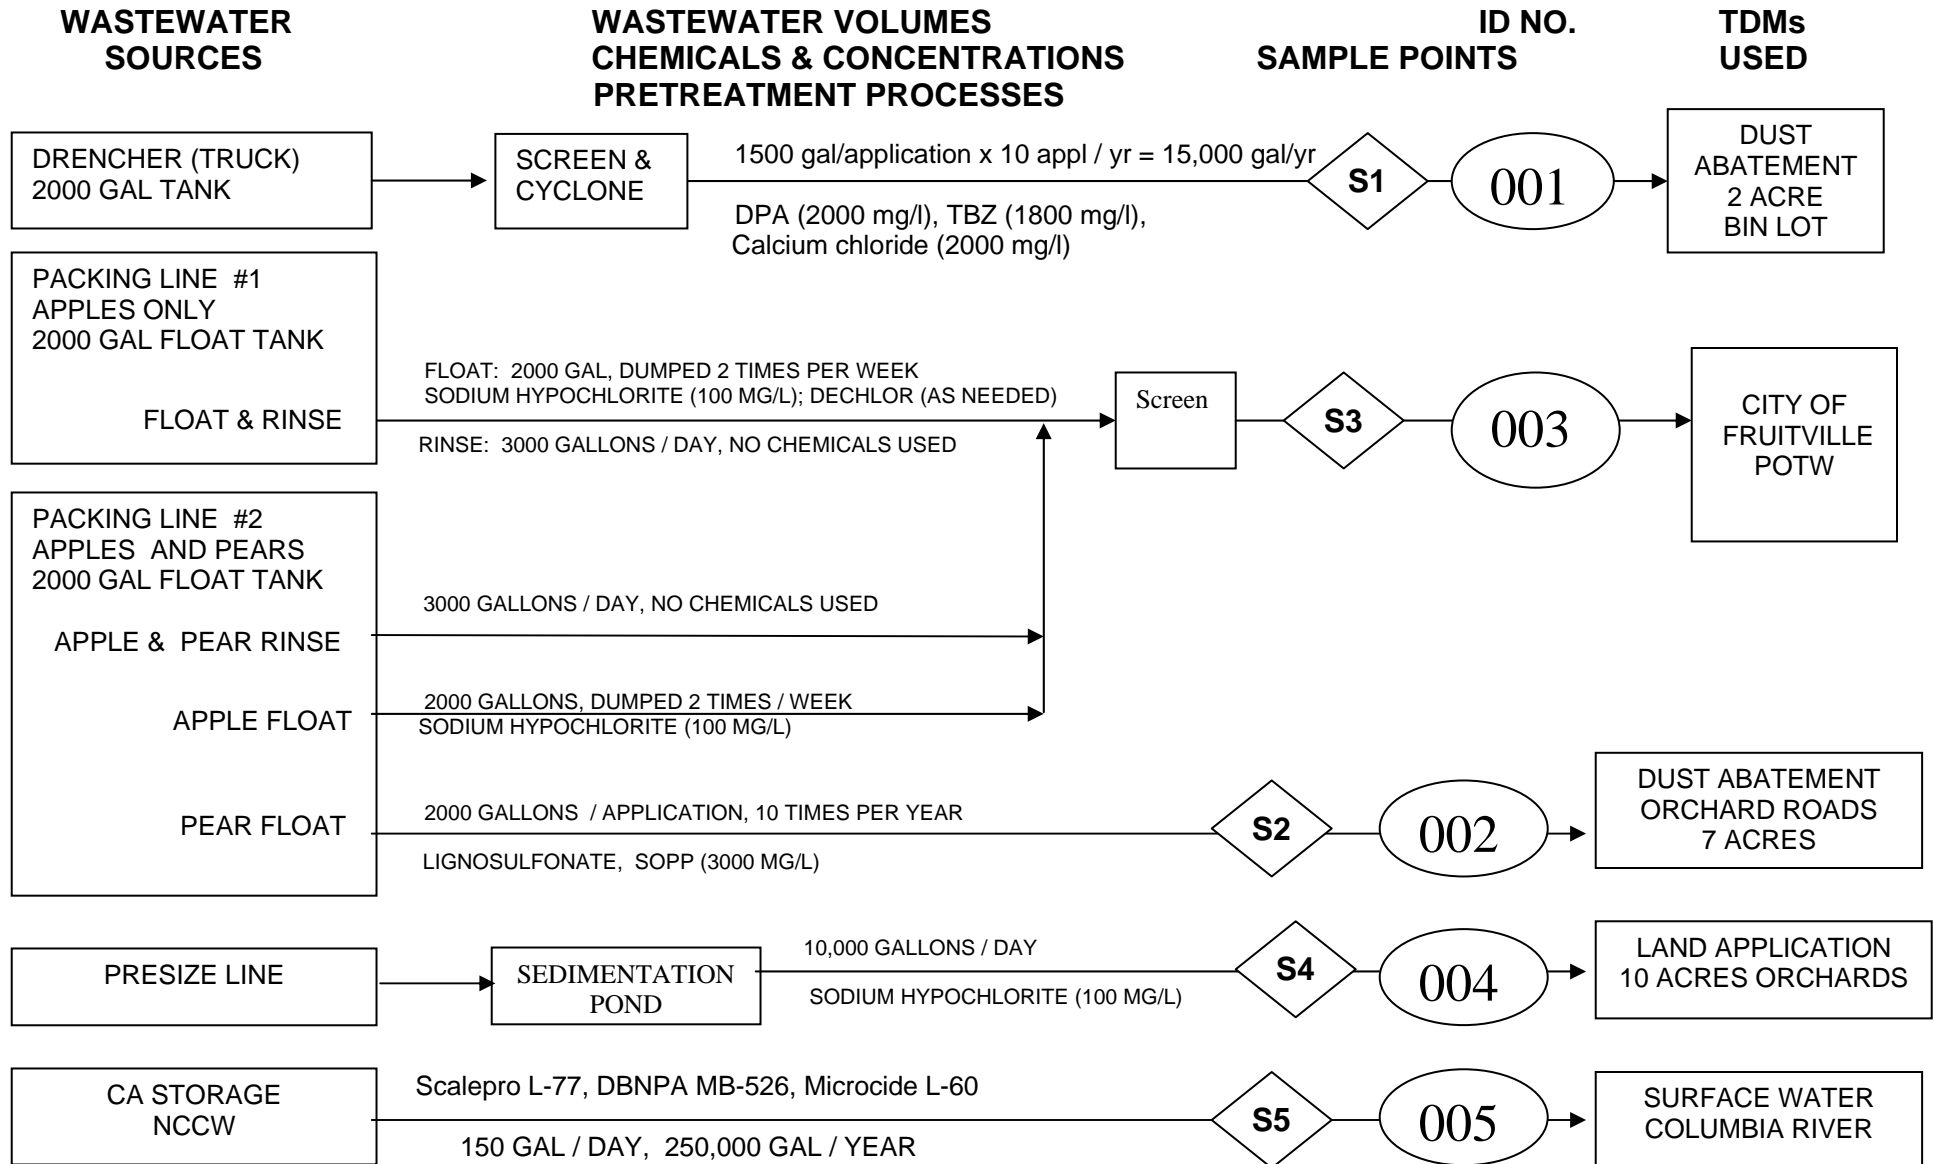 WASTEWATER
SOURCES
WASTEWATER VOLUMES
CHEMICALS & CONCENTRATIONS
PRETREATMENT PROCESSES
ID NO.
SAMPLE POINTS
TDMs
USED
DRENCHER (TRUCK)
2000 GAL TANK
SCREEN &
CYCLONE
1500 gal/application x 10 appl / yr = 15,000 gal/yr
DPA (2000 mg/l), TBZ (1800 mg/l),
Calcium chloride (2000 mg/l)
S1
001
DUST
ABATEMENT
2 ACRE
BIN LOT
PACKING LINE #1
APPLES ONLY
2000 GAL FLOAT TANK
FLOAT & RINSE
FLOAT: 2000 GAL, DUMPED 2 TIMES PER WEEK
SODIUM HYPOCHLORITE (100 MG/L); DECHLOR (AS NEEDED)
RINSE: 3000 GALLONS / DAY, NO CHEMICALS USED
Screen
S3
003
CITY OF
FRUITVILLE
POTW
PACKING LINE #2
APPLES AND PEARS
2000 GAL FLOAT TANK
APPLE & PEAR RINSE
3000 GALLONS / DAY, NO CHEMICALS USED
APPLE FLOAT
2000 GALLONS, DUMPED 2 TIMES / WEEK
SODIUM HYPOCHLORITE (100 MG/L)
PEAR FLOAT
2000 GALLONS / APPLICATION, 10 TIMES PER YEAR
LIGNOSULFONATE, SOPP (3000 MG/L)
S2
002
DUST ABATEMENT
ORCHARD ROADS
7 ACRES
PRESIZE LINE
SEDIMENTATION
POND
10,000 GALLONS / DAY
SODIUM HYPOCHLORITE (100 MG/L)
S4
004
LAND APPLICATION
10 ACRES ORCHARDS
CA STORAGE
NCCW
Scalepro L-77, DBNPA MB-526, Microcide L-60
150 GAL / DAY, 250,000 GAL / YEAR
S5
005
SURFACE WATER
COLUMBIA RIVER